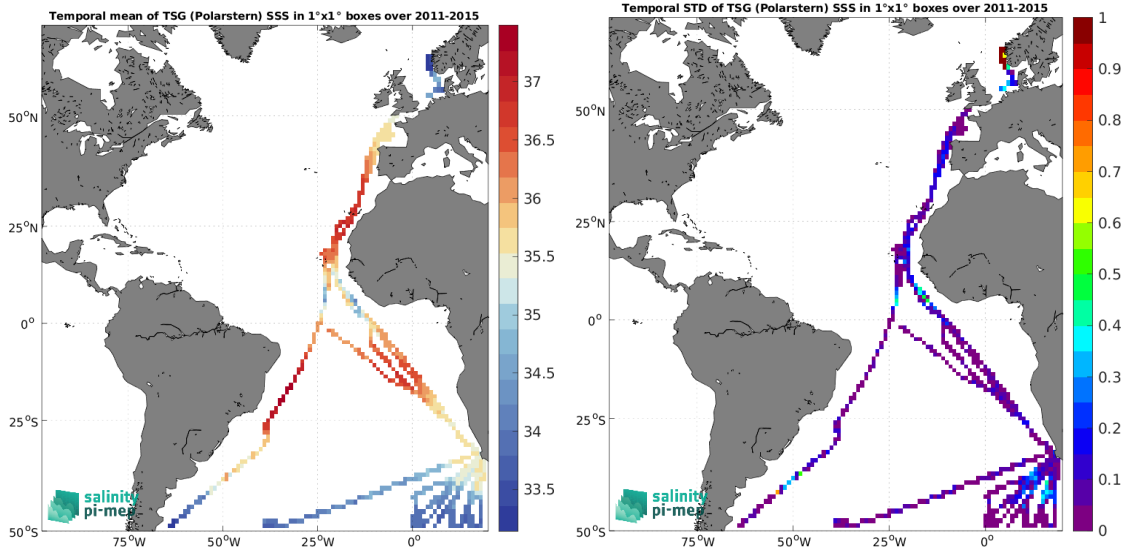 Temporal mean of TSG (Polarstern) SSS in 1°x1° boxes over 2011-2015
50°N
25°N
0°
25°S
50°S
75°W
50°W
25°W
0°
37
36.5
36
35.5
35
34.5
34
33.5
salinity
pi-mep
Temporal STD of TSG (Polarstern) SSS in 1°x1° boxes over 2011-2015
50°N
25°N
0°
25°S
50°S
75°W
50°W
25°W
0°
1
0.9
0.8
0.7
0.6
0.5
0.4
0.3
0.2
0.1
0
salinity
pi-mep